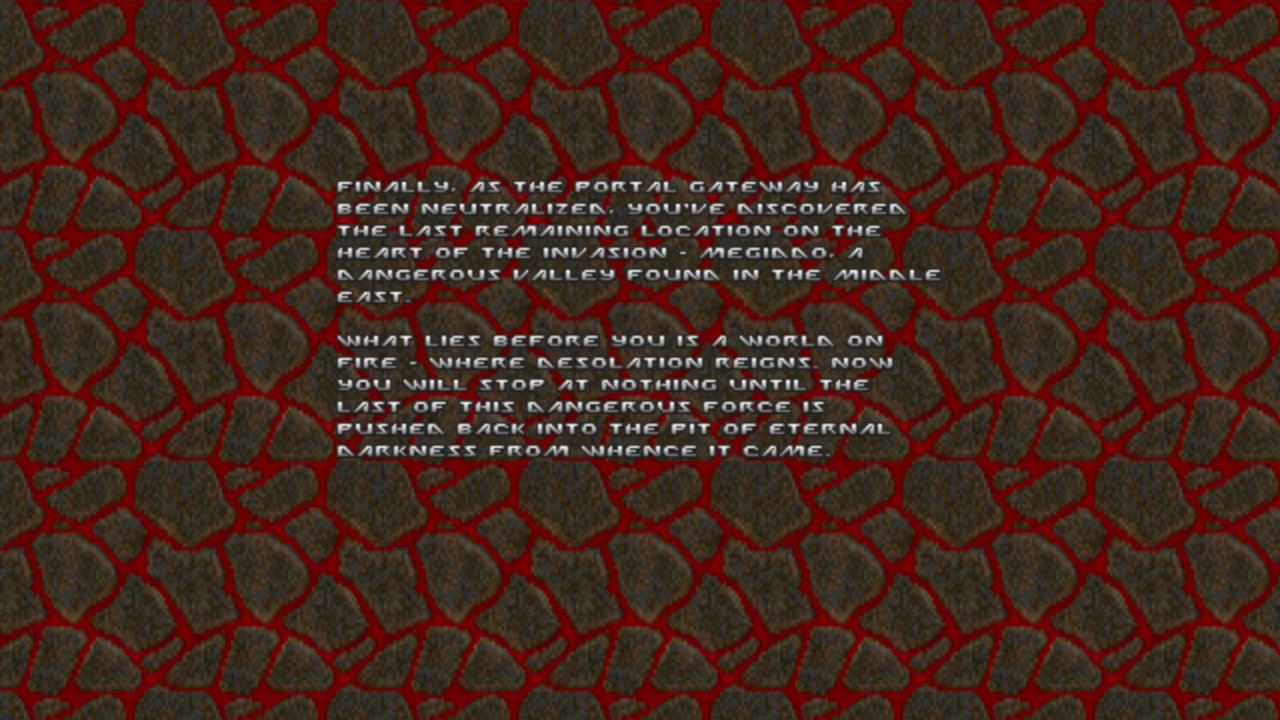 FINALLY, AS THE PORTAL GATEWAY HAS
BEEN NEUTRALIZED, YOU'VE DISCOVERED
THE LAST REMAINING LOCATION ON THE
HEART OF THE INVASION - MEGIDDO, A
DANGEROUS VALLEY FOUND IN THE MIDDLE
EAST.
WHAT LIES BEFORE YOU IS A WORLD ON
FIRE - WHERE DESOLATION REIGNS. NOW
YOU WILL STOP AT NOTHING UNTIL THE
LAST OF THIS DANGEROUS FORCE IS
PUSHED BACK INTO THE PIT OF ETERNAL
DARKNESS FROM WHENCE IT CAME.